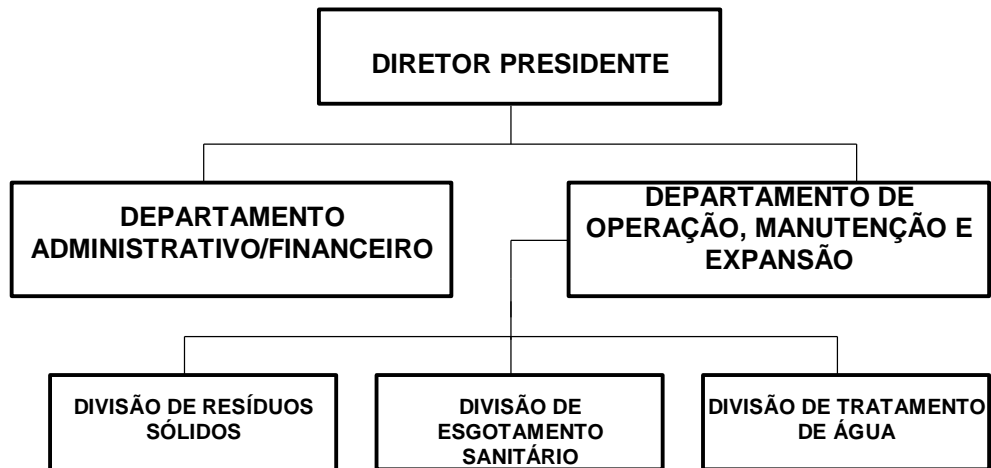 DIRETOR PRESIDENTE
DEPARTAMENTO
ADMINISTRATIVO/FINANCEIRO
DEPARTAMENTO DE
OPERAÇÃO, MANUTENÇÃO E
EXPANSÃO
DIVISÃO DE RESÍDUOS
SÓLIDOS
DIVISÃO DE
ESGOTAMENTO
SANITÁRIO
DIVISÃO DE TRATAMENTO
DE ÁGUA